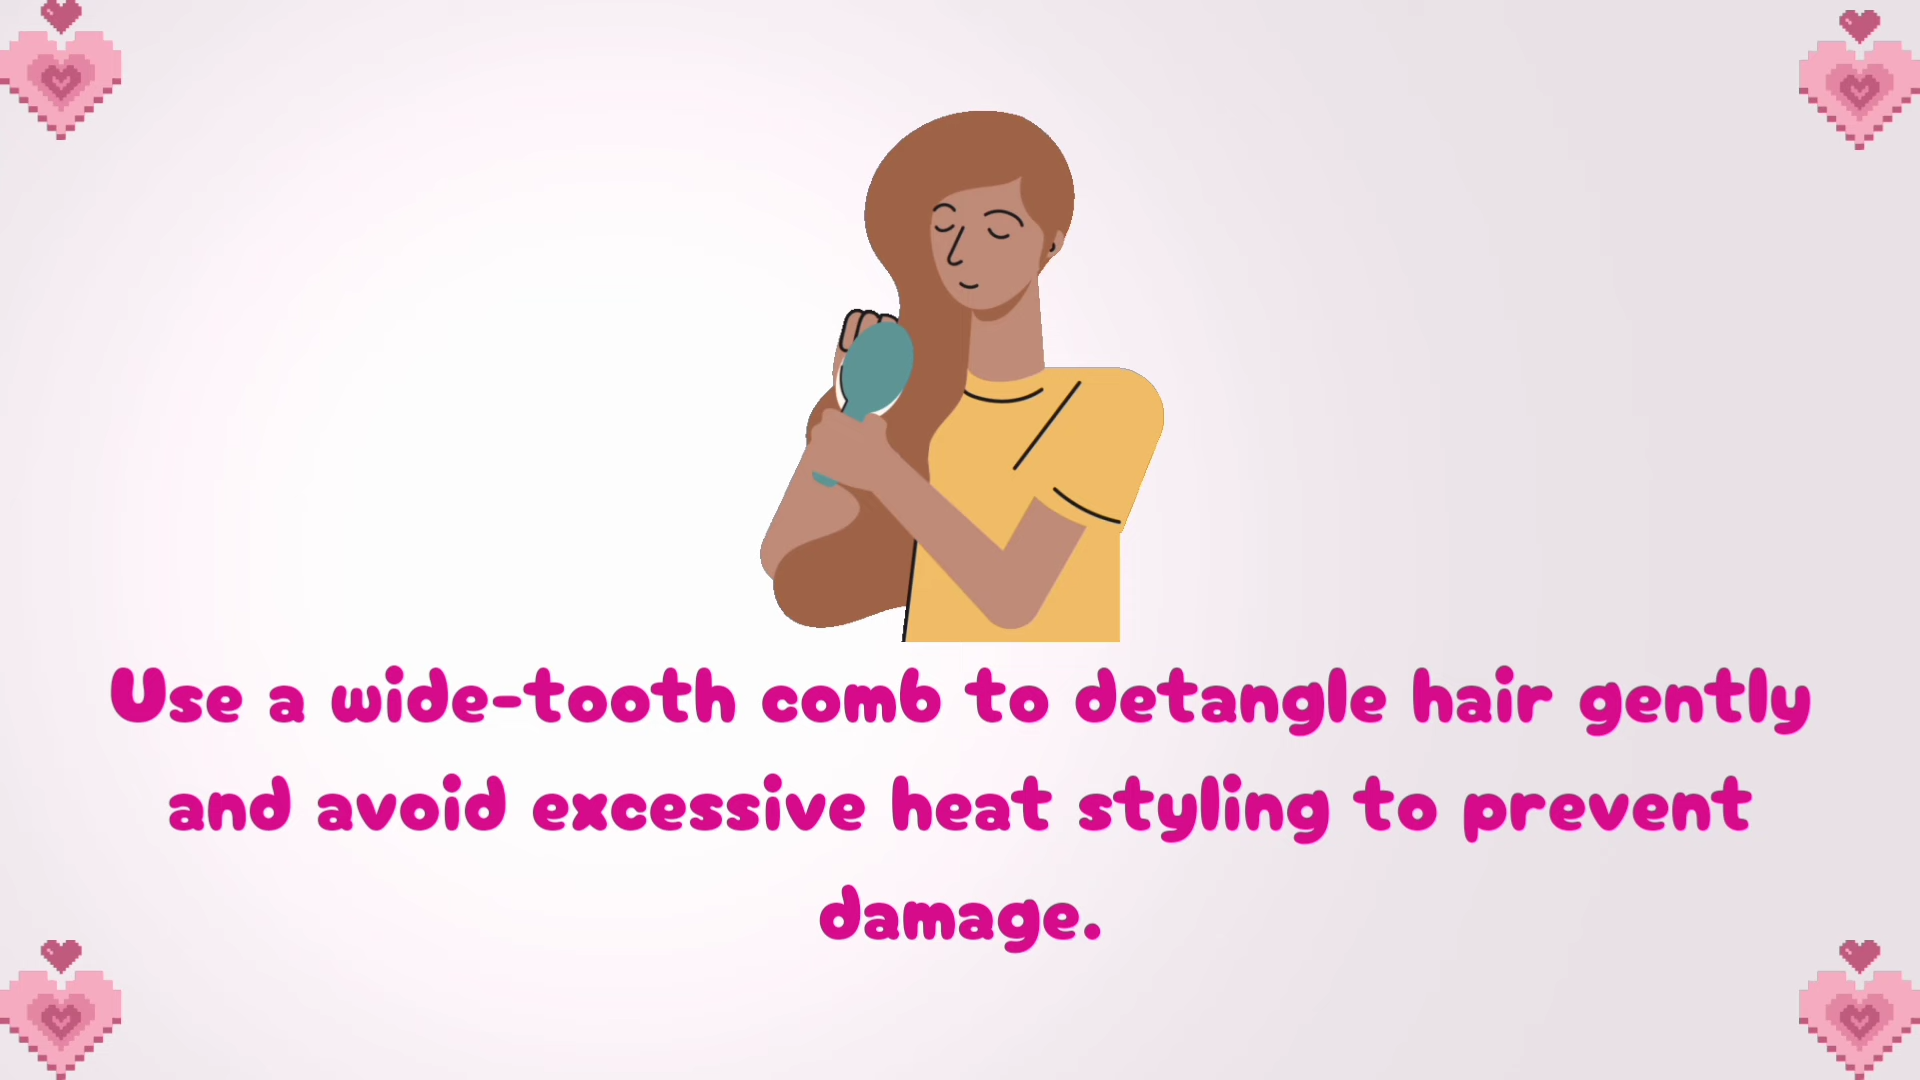 Use a wide-tooth comb to detangle hair gently
and avoid excessive heat styling to prevent
damage.